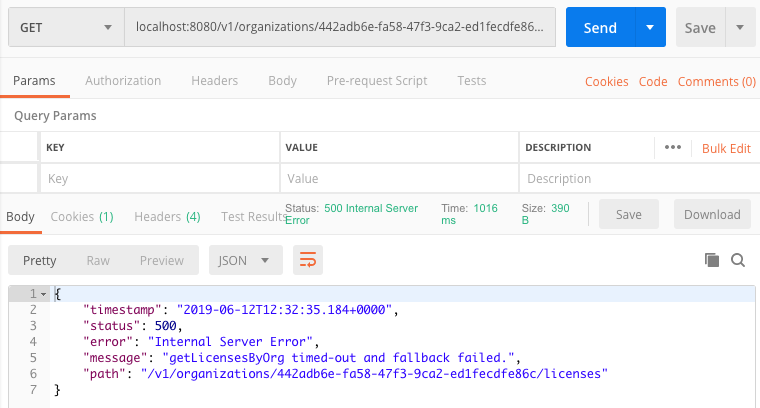 GET localhost:8080/v1/organizations/442adb6e-fa58-47f3-9ca2-ed1fecdfe86... Send Save
Params Authorization Headers Body Pre-request Script Tests Cookies Code Comments (0)
Query Params
KEY VALUE DESCRIPTION ••• Bulk Edit
Key Value Description
Body Cookies (1) Headers (4) Test Results Status: 500 Internal Server Error Time: 1016 ms Size: 390 B Save Download
Pretty Raw Preview JSON
1 {
2 "timestamp": "2019-06-12T12:32:35.184+0000",
3 "status": 500,
4 "error": "Internal Server Error",
5 "message": "getLicensesByOrg timed-out and fallback failed.",
6 "path": "/v1/organizations/442adb6e-fa58-47f3-9ca2-ed1fecdfe86c/licenses"
7 }